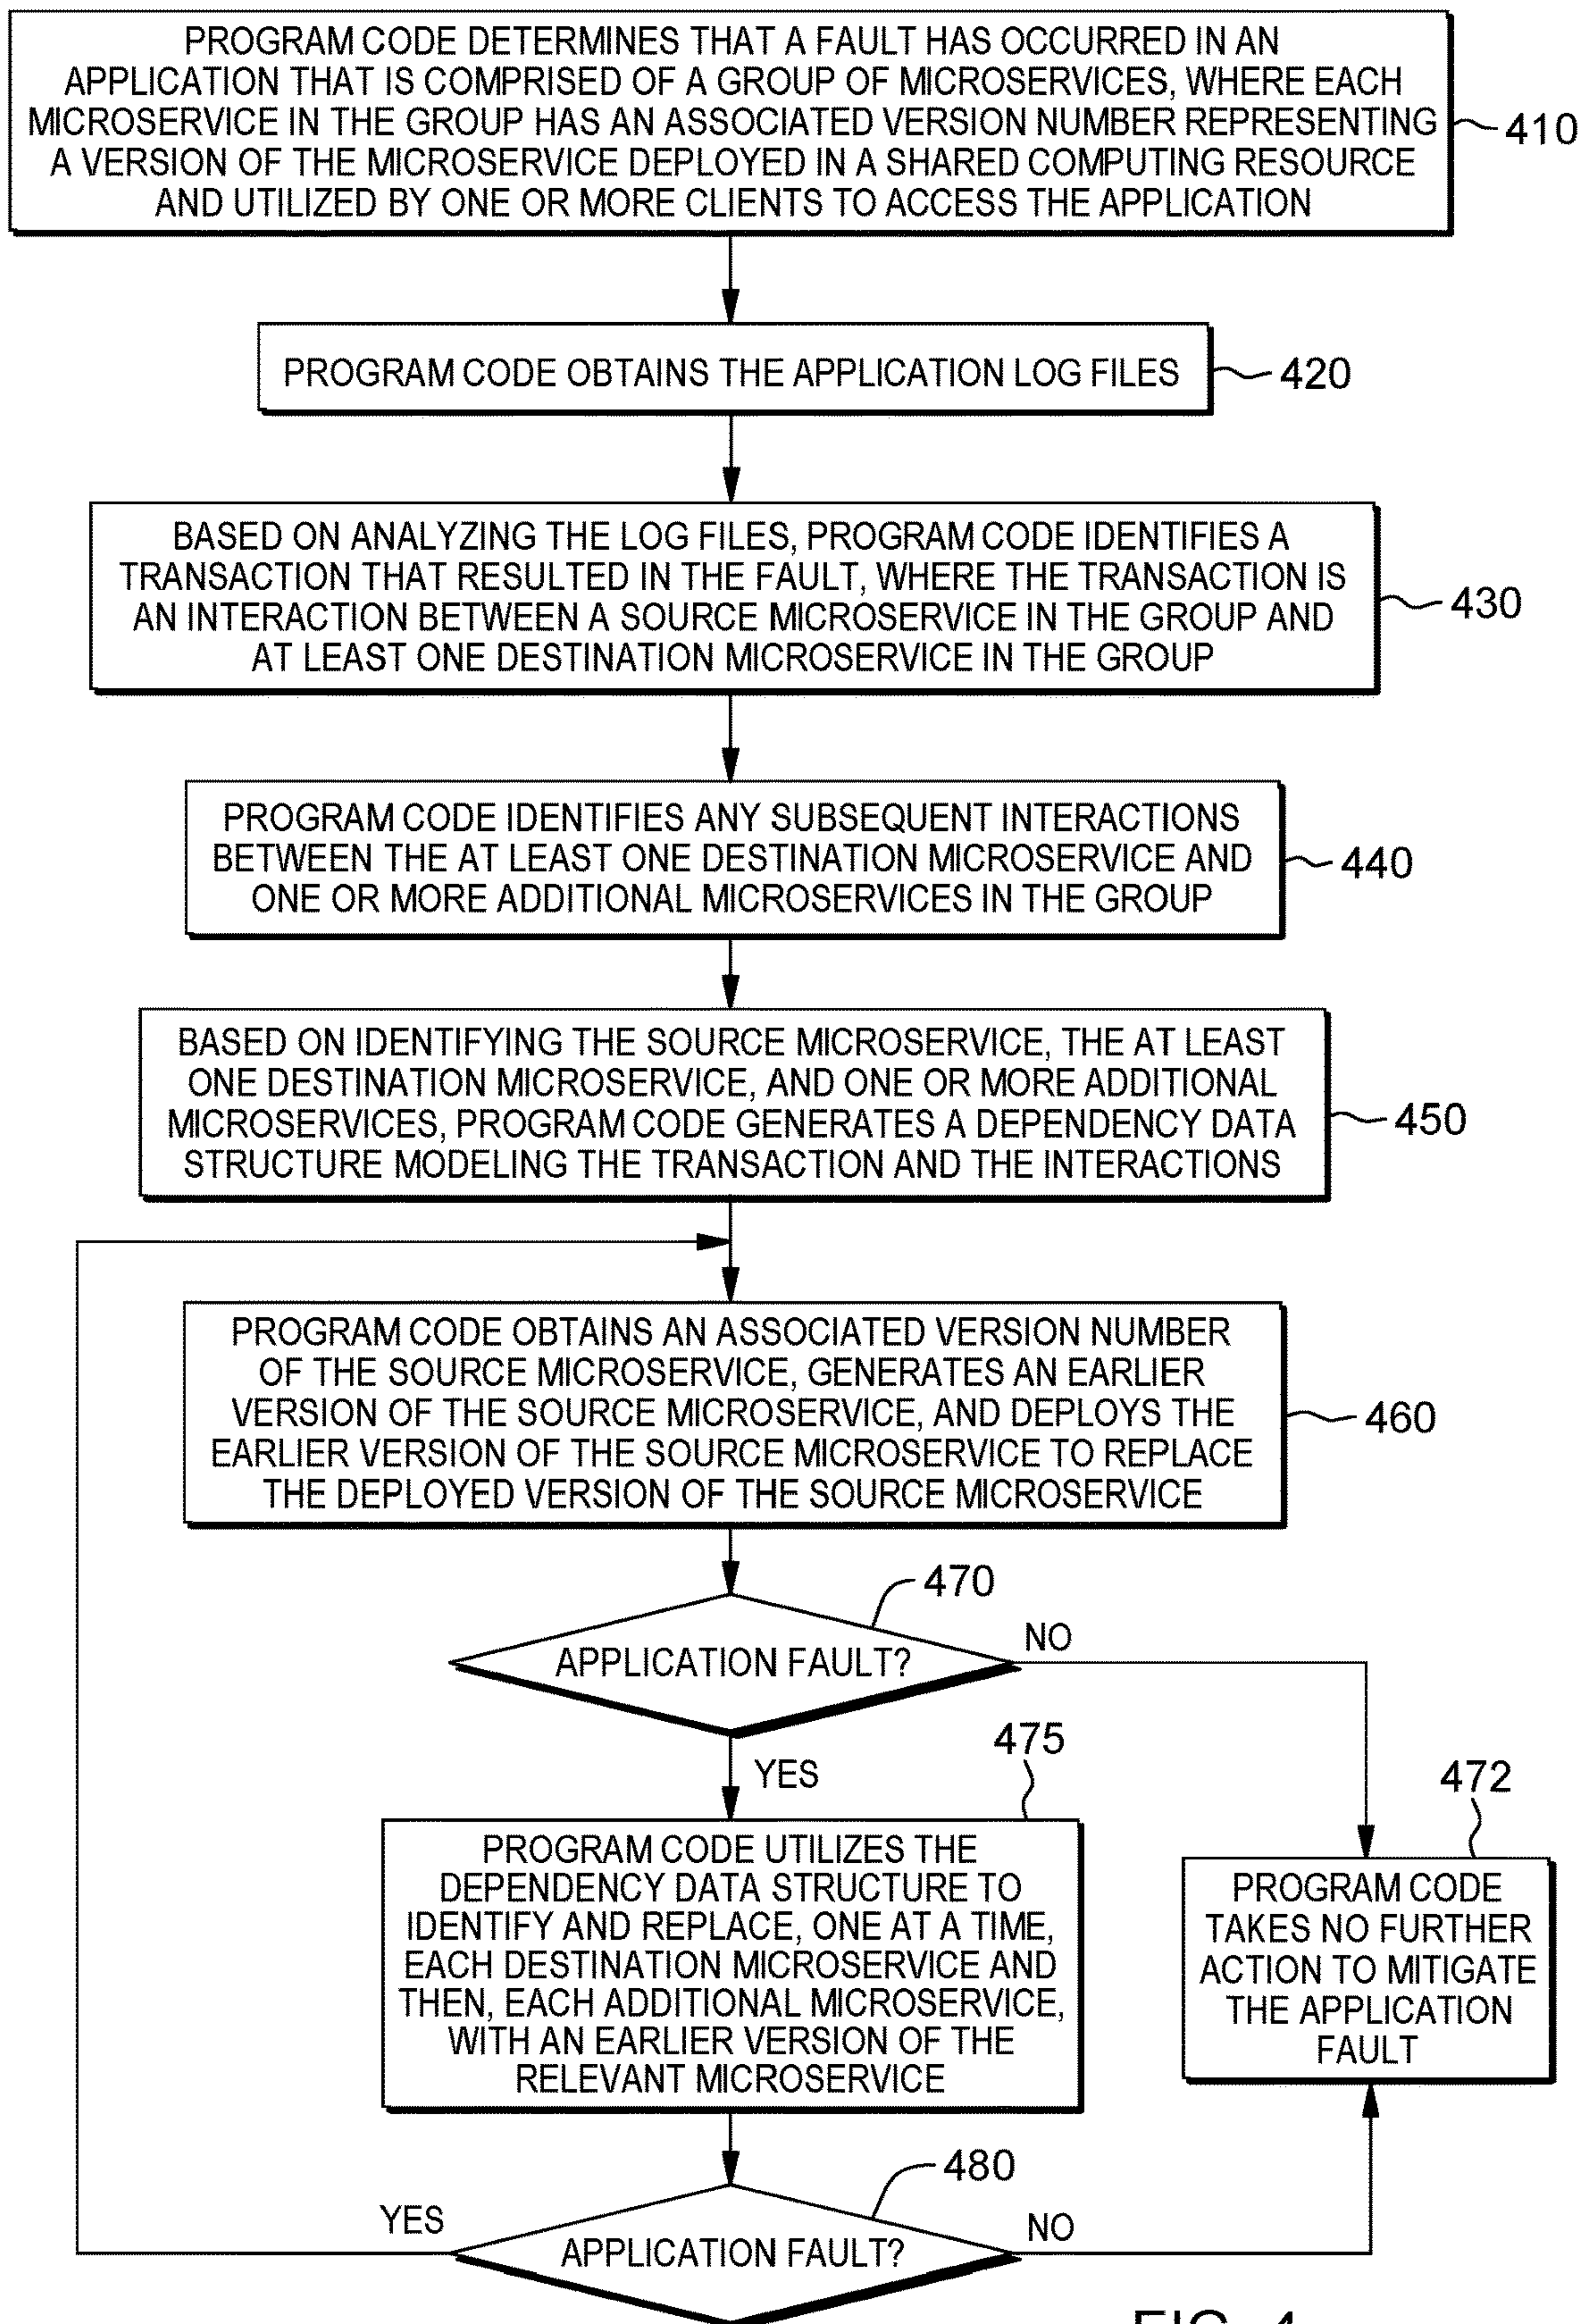 PROGRAM CODE DETERMINES THAT A FAULT HAS OCCURRED IN AN
APPLICATION THAT IS COMPRISED OF A GROUP OF MICROSERVICES, WHERE EACH
MICROSERVICE IN THE GROUP HAS AN ASSOCIATED VERSION NUMBER REPRESENTING
A VERSION OF THE MICROSERVICE DEPLOYED IN A SHARED COMPUTING RESOURCE
AND UTILIZED BY ONE OR MORE CLIENTS TO ACCESS THE APPLICATION
410
PROGRAM CODE OBTAINS THE APPLICATION LOG FILES
420
BASED ON ANALYZING THE LOG FILES, PROGRAM CODE IDENTIFIES A
TRANSACTION THAT RESULTED IN THE FAULT, WHERE THE TRANSACTION IS
AN INTERACTION BETWEEN A SOURCE MICROSERVICE IN THE GROUP AND
AT LEAST ONE DESTINATION MICROSERVICE IN THE GROUP
430
PROGRAM CODE IDENTIFIES ANY SUBSEQUENT INTERACTIONS
BETWEEN THE AT LEAST ONE DESTINATION MICROSERVICE AND
ONE OR MORE ADDITIONAL MICROSERVICES IN THE GROUP
440
BASED ON IDENTIFYING THE SOURCE MICROSERVICE, THE AT LEAST
ONE DESTINATION MICROSERVICE, AND ONE OR MORE ADDITIONAL
MICROSERVICES, PROGRAM CODE GENERATES A DEPENDENCY DATA
STRUCTURE MODELING THE TRANSACTION AND THE INTERACTIONS
450
PROGRAM CODE OBTAINS AN ASSOCIATED VERSION NUMBER
OF THE SOURCE MICROSERVICE, GENERATES AN EARLIER
VERSION OF THE SOURCE MICROSERVICE, AND DEPLOYS THE
EARLIER VERSION OF THE SOURCE MICROSERVICE TO REPLACE
THE DEPLOYED VERSION OF THE SOURCE MICROSERVICE
460
470
APPLICATION FAULT?
NO
YES
475
PROGRAM CODE UTILIZES THE
DEPENDENCY DATA STRUCTURE TO
IDENTIFY AND REPLACE, ONE AT A TIME,
EACH DESTINATION MICROSERVICE AND
THEN, EACH ADDITIONAL MICROSERVICE,
WITH AN EARLIER VERSION OF THE
RELEVANT MICROSERVICE
472
PROGRAM CODE
TAKES NO FURTHER
ACTION TO MITIGATE
THE APPLICATION
FAULT
480
YES
APPLICATION FAULT?
NO
FIG. 4